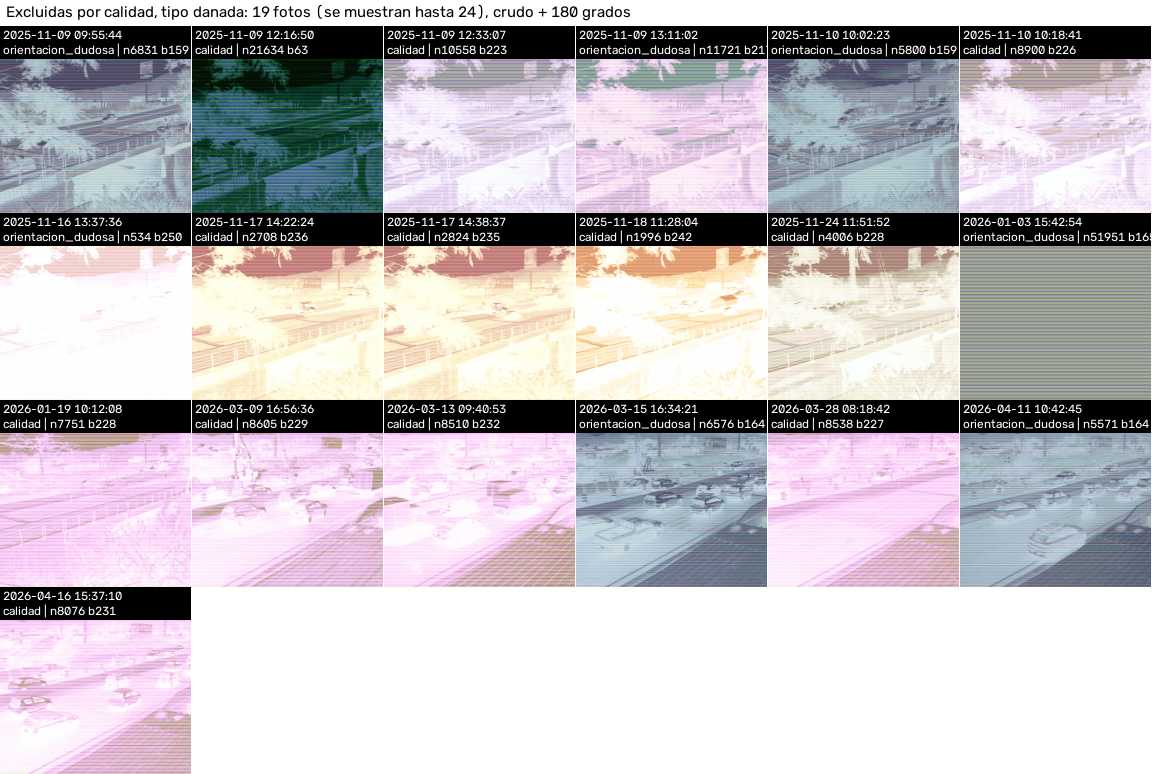 Excluidas por calidad, tipo danada: 19 fotos (se muestran hasta 24), crudo + 180 grados
2025-11-09 09:55:44
orientacion_dudosa | n6831 b159
2025-11-09 12:16:50
calidad | n21634 b63
2025-11-09 12:33:07
calidad | n10558 b223
2025-11-09 13:11:02
orientacion_dudosa | n11721 b217
2025-11-10 10:02:23
orientacion_dudosa | n5800 b159
2025-11-10 10:18:41
calidad | n8900 b226
2025-11-16 13:37:36
orientacion_dudosa | n534 b250
2025-11-17 14:22:24
calidad | n2708 b236
2025-11-17 14:38:37
calidad | n2824 b235
2025-11-18 11:28:04
calidad | n1996 b242
2025-11-24 11:51:52
calidad | n4006 b228
2026-01-03 15:42:54
orientacion_dudosa | n51951 b165
2026-01-19 10:12:08
calidad | n7751 b228
2026-03-09 16:56:36
calidad | n8605 b229
2026-03-13 09:40:53
calidad | n8510 b232
2026-03-15 16:34:21
orientacion_dudosa | n6576 b164
2026-03-28 08:18:42
calidad | n8538 b227
2026-04-11 10:42:45
orientacion_dudosa | n5571 b164
2026-04-16 15:37:10
calidad | n8076 b231